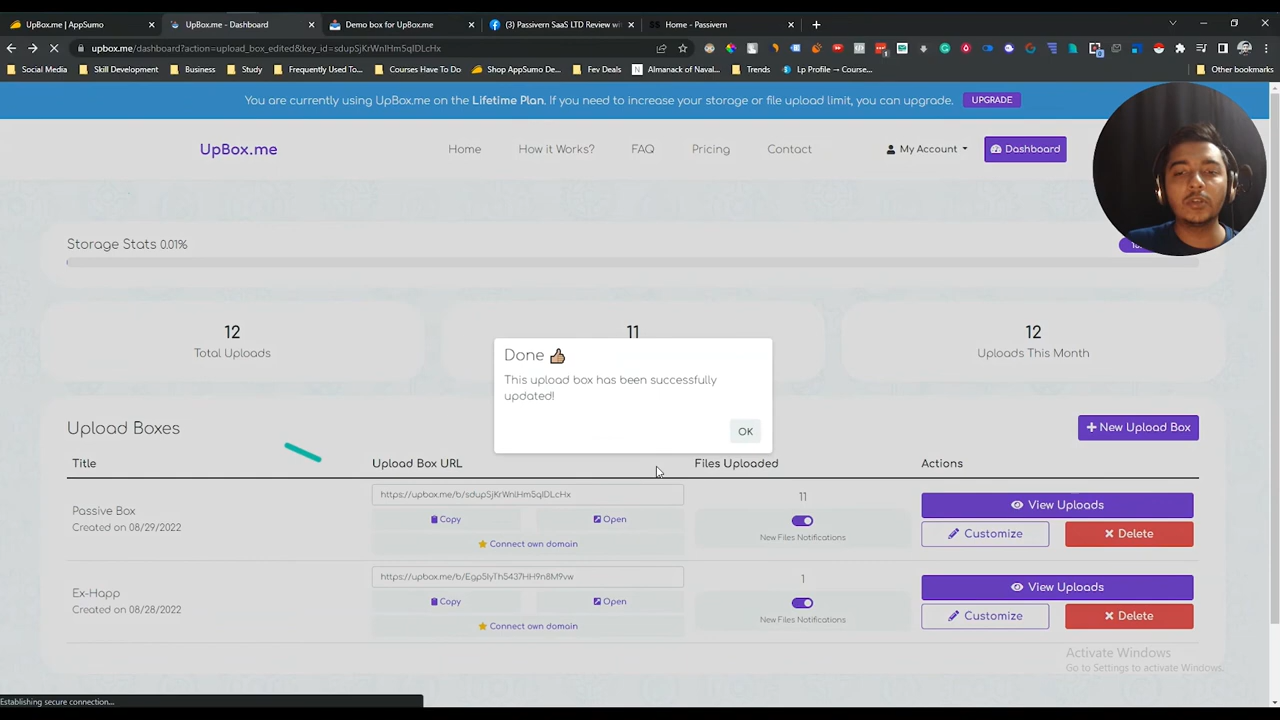 UpBox.me | AppSumo
UpBox.me - Dashboard
Demo box for UpBox.me
(3) Passivern SaaS LTD Review wi
Home - Passivern
upbox.me/dashboard?action=upload_box_edited&key_id=sdupSjKrWnlHm5qIDLcHx
Social Media
Skill Development
Business
Study
Frequently Used To...
Courses Have To Do
Shop AppSumo De...
Fev Deals
Almanack of Naval...
Trends
Lp Profile → Course...
Other bookmarks
You are currently using UpBox.me on the Lifetime Plan. If you need to increase your storage or file upload limit, you can upgrade.
UPGRADE
UpBox.me
Home
How it Works?
FAQ
Pricing
Contact
My Account
Dashboard
Storage Stats 0.01%
12
Total Uploads
11
12
Uploads This Month
Done 👍
This upload box has been successfully
updated!
OK
Upload Boxes
New Upload Box
Title
Upload Box URL
Files Uploaded
Actions
Passive Box
Created on 08/29/2022
https://upbox.me/b/sdupSjKrWnlHm5qIDLcHx
Copy
Open
Connect own domain
11
New Files Notifications
View Uploads
Customize
Delete
Ex-Happ
Created on 08/28/2022
https://upbox.me/b/Egp5IyTh5437HH9n8M9vw
Copy
Open
Connect own domain
1
New Files Notifications
View Uploads
Customize
Delete
Activate Windows
Go to Settings to activate Windows.
Establishing secure connection...